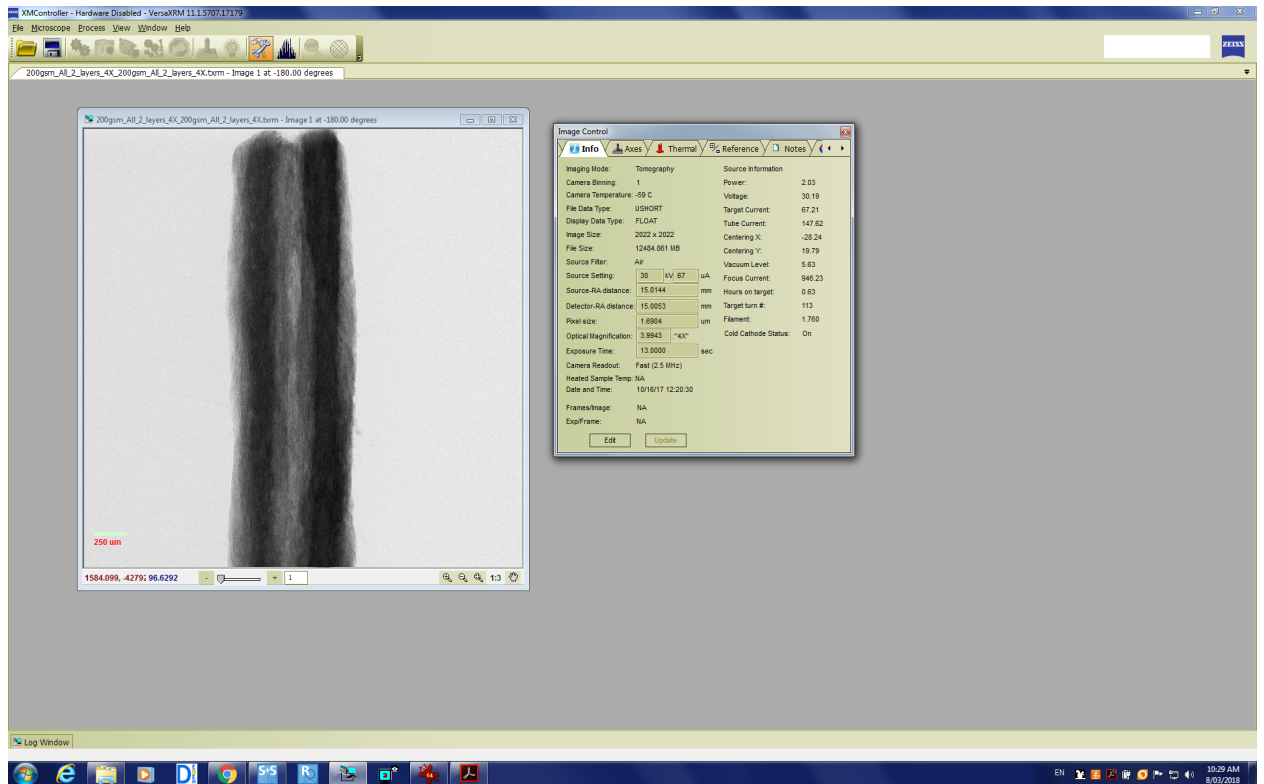 XMController - Hardware Disabled - VersaXRM 11.1.5707.17179
File Microscope Process View Window Help
ZEISS
200gsm_All_2_layers_4X_200gsm_All_2_layers_4X.txrm - Image 1 at -180.00 degrees
200gsm_All_2_layers_4X_200gsm_All_2_layers_4X.txrm - Image 1 at -180.00 degrees
250 um
1584.099, -42792 96.6292 - + 1 1:3
Image Control
Info Axes Thermal Reference Notes
Imaging Mode: Tomography
Camera Binning: 1
Camera Temperature: -59 C
File Data Type: USHORT
Display Data Type: FLOAT
Image Size: 2022 x 2022
File Size: 12484.861 MB
Source Filter: Air
Source Setting: 30 kV 67 uA
Source-RA distance: 15.0144 mm
Detector-RA distance: 15.0053 mm
Pixel size: 1.6904 um
Optical Magnification: 3.9943 :"4X"
Exposure Time: 13.0000 sec
Camera Readout: Fast (2.5 MHz)
Heated Sample Temp: NA
Date and Time: 10/16/17 12:20:30
Frames/Image: NA
Exp/Frame: NA
Edit Update
Source Information
Power: 2.03
Voltage: 30.19
Target Current: 67.21
Tube Current: 147.62
Centering X: -28.24
Centering Y: 19.79
Vacuum Level: 5.63
Focus Current: 946.23
Hours on target: 0.63
Target turn #: 113
Filament: 1.760
Cold Cathode Status: On
Log Window
S+S
EN
10:29 AM
8/03/2018